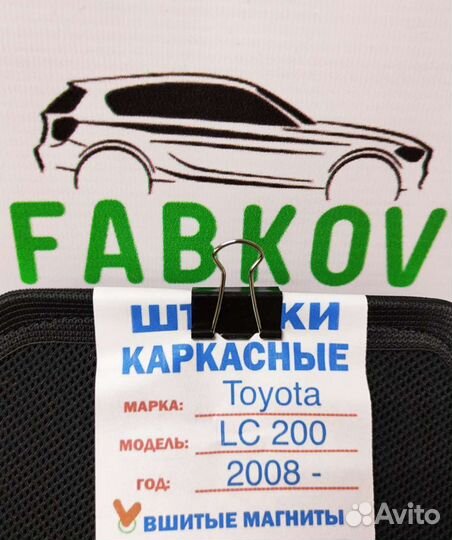 FABKOV
КАРКАСНЫЕ
МАРКА: Toyota
МОДЕЛЬ: LC 200
ГОД: 2008 -
ВШИТЫЕ МАГНИТЫ
Avito